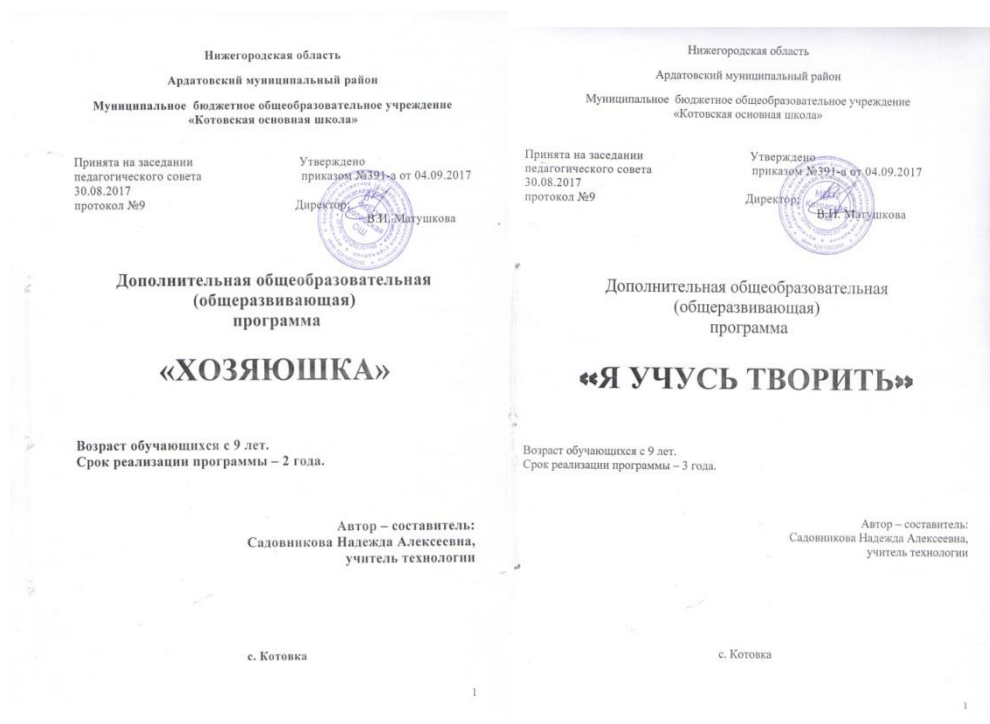 Нижегородская область
Ардатовский муниципальный район
Муниципальное бюджетное общеобразовательное учреждение
«Котовская основная школа»
Принята на заседании
педагогического совета
30.08.2017
протокол №9
Утверждено
приказом №391-а от 04.09.2017
Директор:
В.И. Матушкова
Дополнительная общеобразовательная
(общеразвивающая)
программа
«ХОЗЯЮШКА»
Возраст обучающихся с 9 лет.
Срок реализации программы – 2 года.
Автор – составитель:
Садовникова Надежда Алексеевна,
учитель технологии
с. Котовка
1
Нижегородская область
Ардатовский муниципальный район
Муниципальное бюджетное общеобразовательное учреждение
«Котовская основная школа»
Принята на заседании
педагогического совета
30.08.2017
протокол №9
Утверждено
приказом №391-а от 04.09.2017
Директор:
В.И. Матушкова
Дополнительная общеобразовательная
(общеразвивающая)
программа
«Я УЧУСЬ ТВОРИТЬ»
Возраст обучающихся с 9 лет.
Срок реализации программы – 3 года.
Автор – составитель:
Садовникова Надежда Алексеевна,
учитель технологии
с. Котовка
1